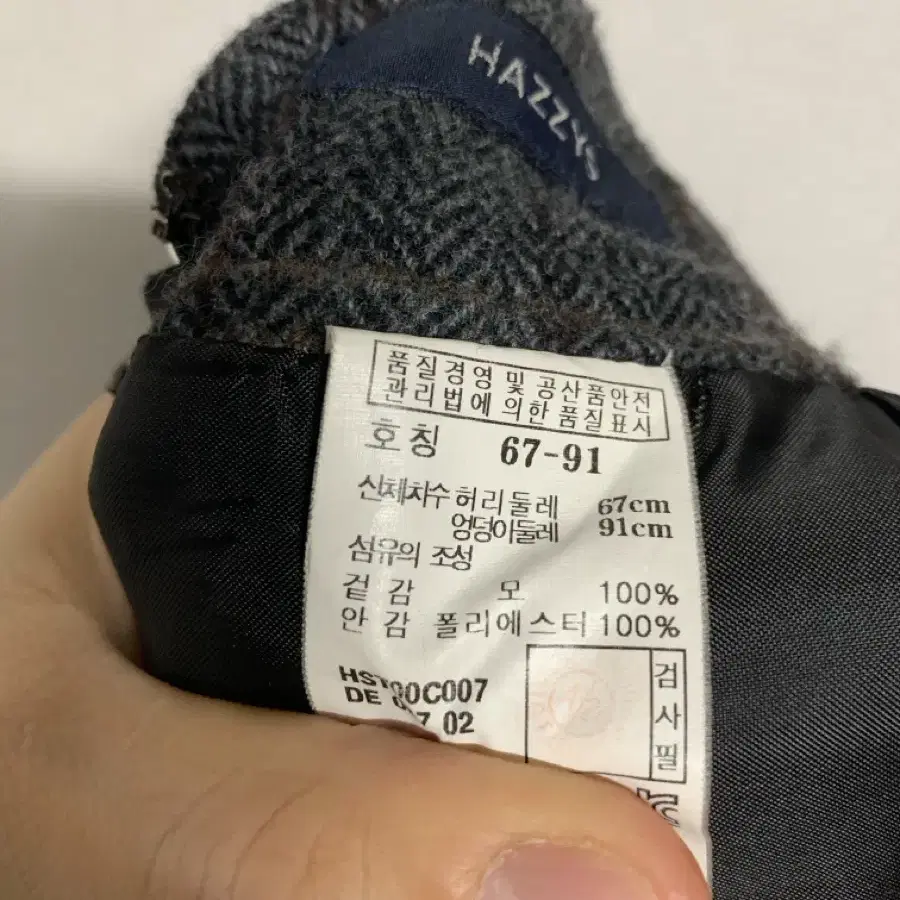 HAZZYS
품질경영 및 공산품안전
관리법에 의한 품질표시
호칭 67-91
신체치수 허리둘레 67cm
엉덩이둘레 91cm
섬유의 조성
겉감 모 100%
안감 폴리에스터 100%
00C007
DE 02
검사필